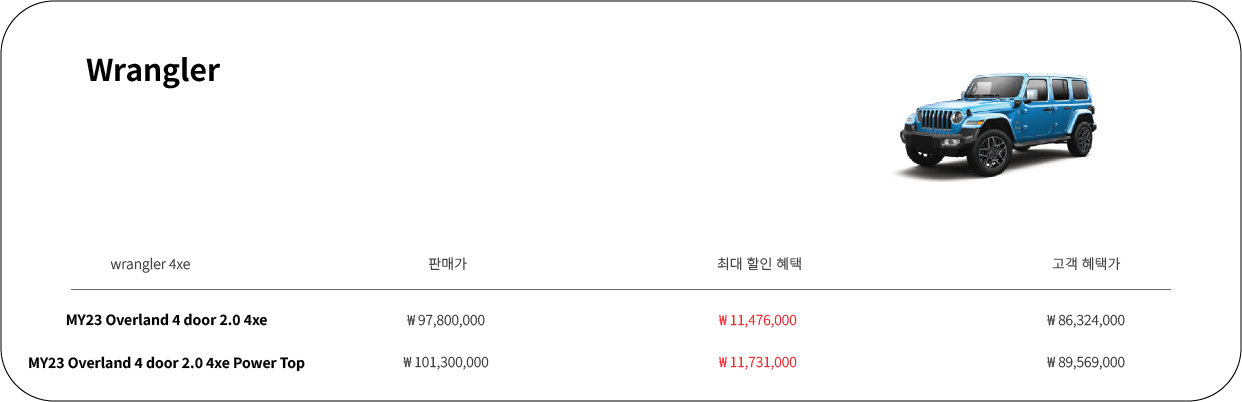 Wrangler
wrangler 4xe 판매가 최대 할인 혜택 고객 혜택가
MY23 Overland 4 door 2.0 4xe ₩ 97,800,000 ₩ 11,476,000 ₩ 86,324,000
MY23 Overland 4 door 2.0 4xe Power Top ₩ 101,300,000 ₩ 11,731,000 ₩ 89,569,000